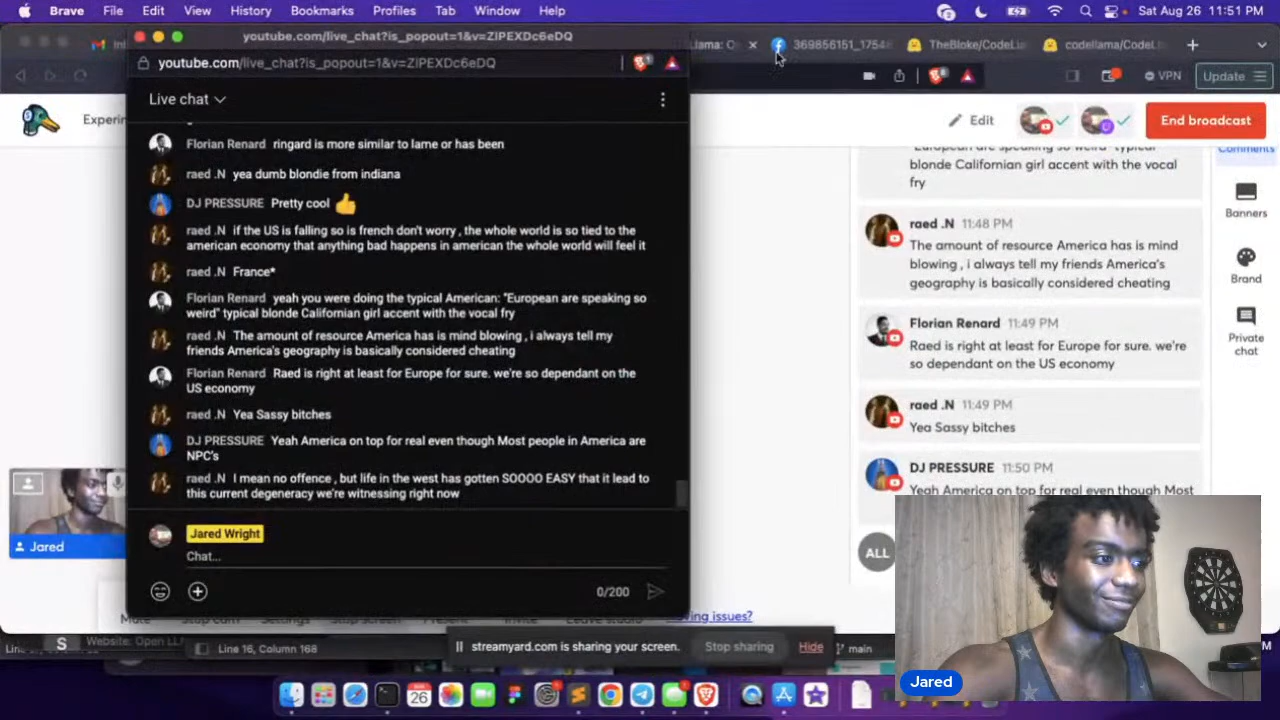 Brave File Edit View History Bookmarks Profiles Tab Window Help
Sat Aug 26 11:51 PM
youtube.com/live_chat?is_popout=1&v=ZIPEXDc6eDQ
369856151_1754
TheBloke/CodeLla
codellama/CodeL
youtube.com/live_chat?is_popout=1&v=ZIPEXDc6eDQ
VPN
Update
Live chat
Edit
End broadcast
Florian Renard ringard is more similar to lame or has been
raed .N yea dumb blondie from indiana
DJ PRESSURE Pretty cool 👍
raed .N if the US is falling so is french don't worry , the whole world is so tied to the
american economy that anything bad happens in american the whole world will feel it
raed .N France*
Florian Renard yeah you were doing the typical American: "European are speaking so
weird" typical blonde Californian girl accent with the vocal fry
raed .N The amount of resource America has is mind blowing , i always tell my
friends America's geography is basically considered cheating
Florian Renard Raed is right at least for Europe for sure. we're so dependant on the
US economy
raed .N Yea Sassy bitches
DJ PRESSURE Yeah America on top for real even though Most people in America are
NPC's
raed .N I mean no offence , but life in the west has gotten SOOOO EASY that it lead to
this current degeneracy we're witnessing right now
Jared Wright
Chat...
0/200
"European are speaking so weird" typical
blonde Californian girl accent with the vocal
fry
raed .N 11:48 PM
The amount of resource America has is mind
blowing , i always tell my friends America's
geography is basically considered cheating
Florian Renard 11:49 PM
Raed is right at least for Europe for sure. we're
so dependant on the US economy
raed .N 11:49 PM
Yea Sassy bitches
DJ PRESSURE 11:50 PM
Yeah America on top for real even though Most
ALL
Comments
Banners
Brand
Private
chat
Jared
issues?
Website: Open LL
Line 16, Column 168
streamyard.com is sharing your screen.
Stop sharing
Hide
main
Jared